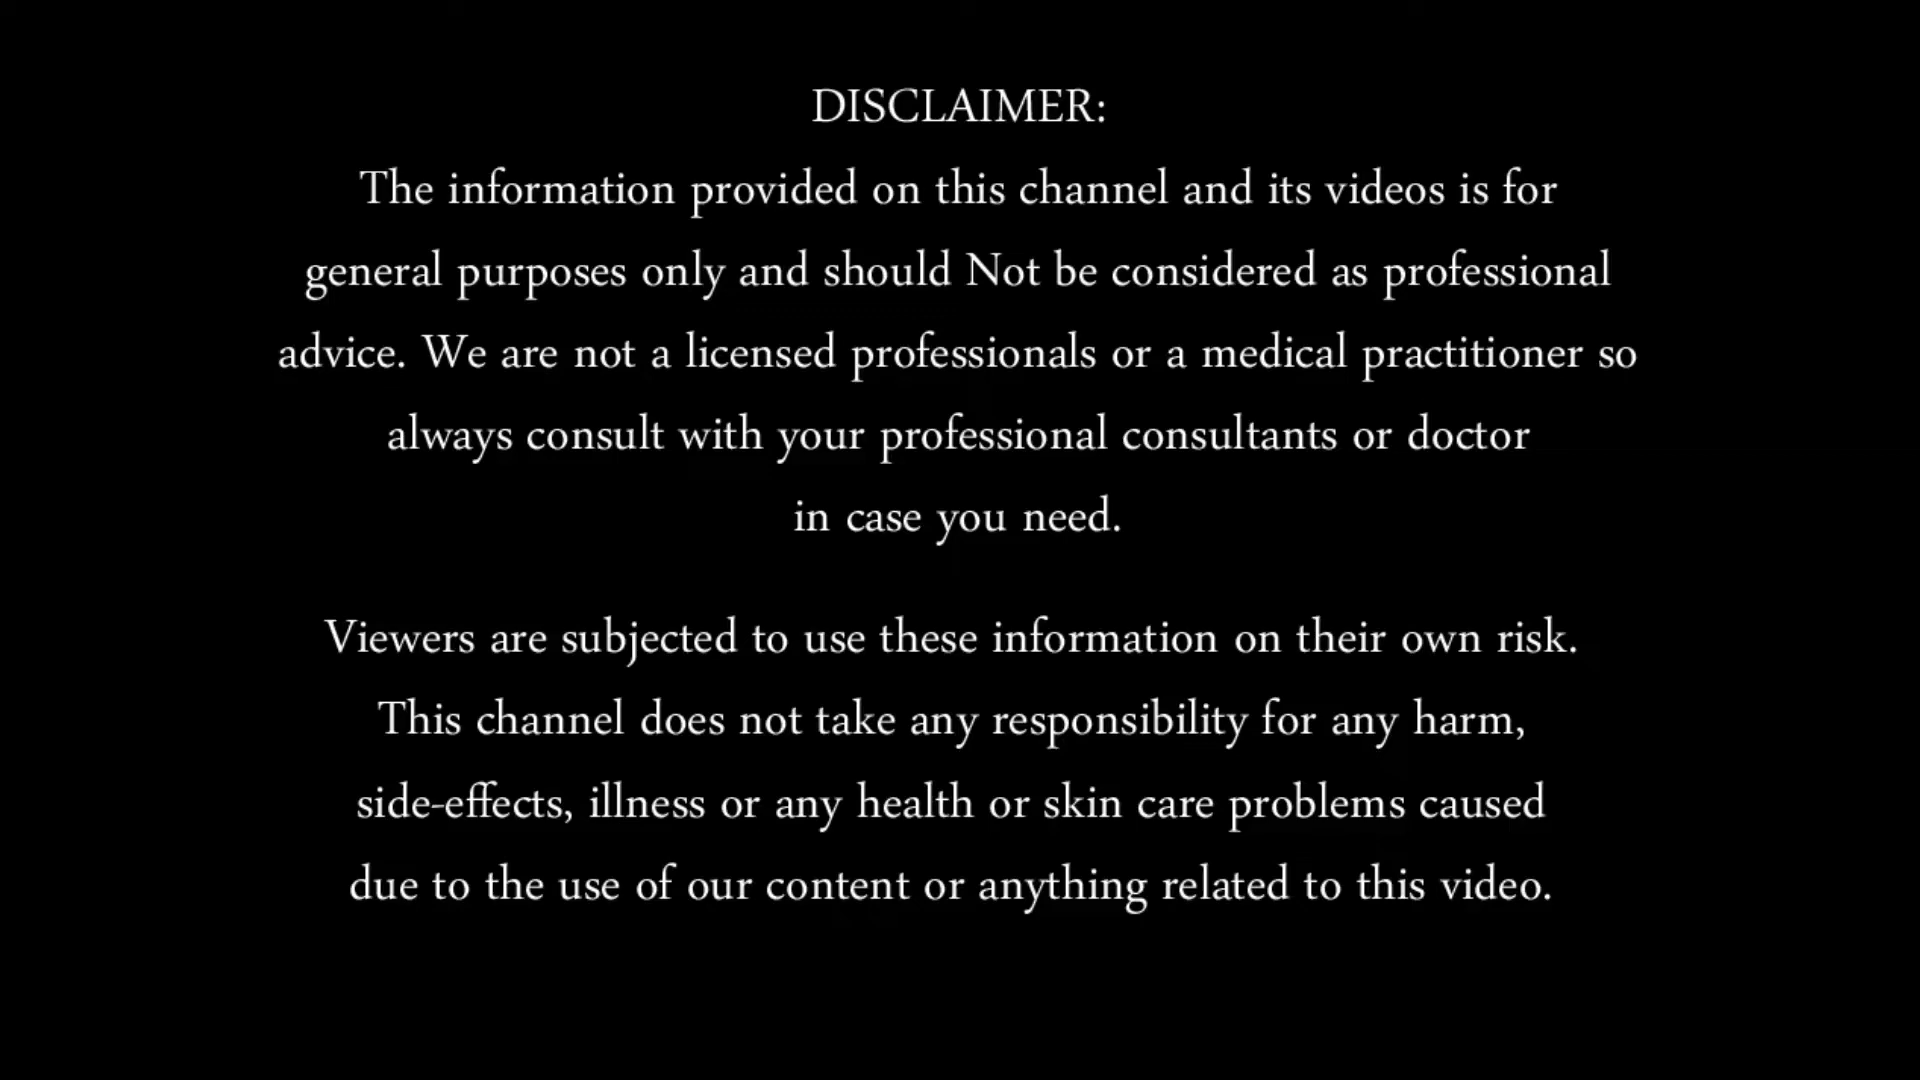 DISCLAIMER:
The information provided on this channel and its videos is for
general purposes only and should Not be considered as professional
advice. We are not a licensed professionals or a medical practitioner so
always consult with your professional consultants or doctor
in case you need.
Viewers are subjected to use these information on their own risk.
This channel does not take any responsibility for any harm,
side-effects, illness or any health or skin care problems caused
due to the use of our content or anything related to this video.